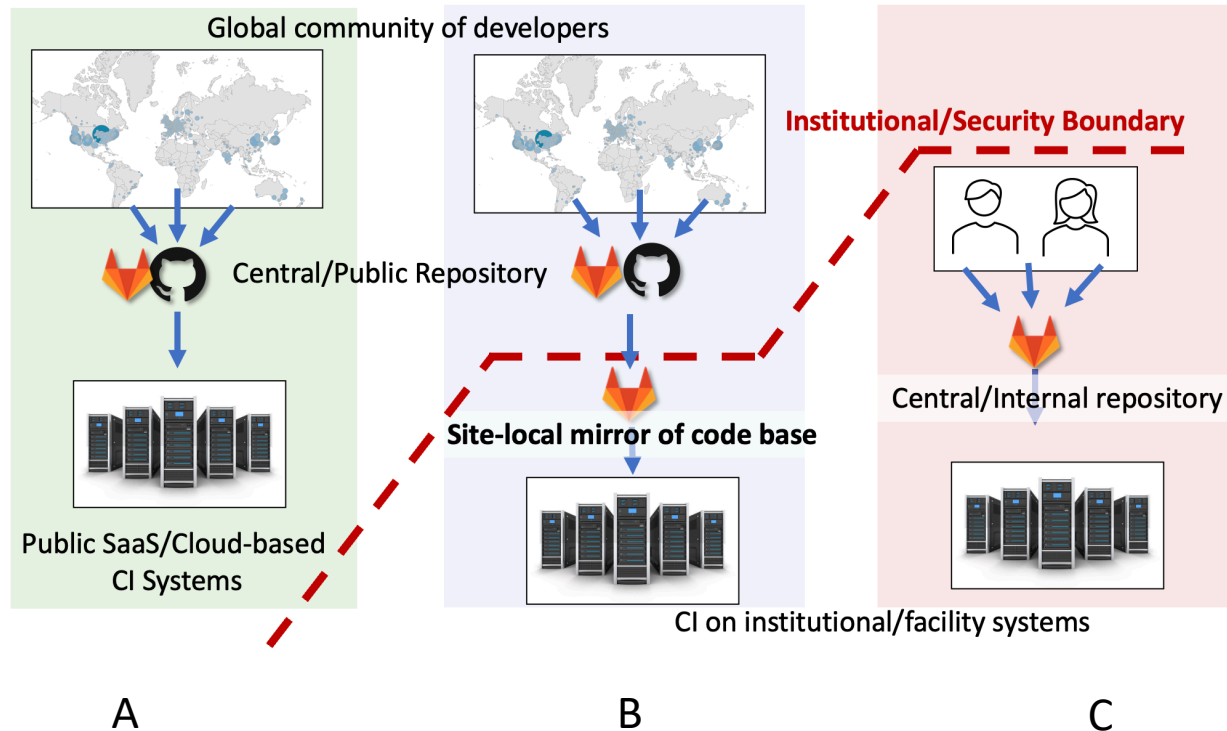 Global community of developers
Institutional/Security Boundary
Central/Public Repository
Central/Internal repository
Site-local mirror of code base
Public SaaS/Cloud-based
CI Systems
CI on institutional/facility systems
A
B
C